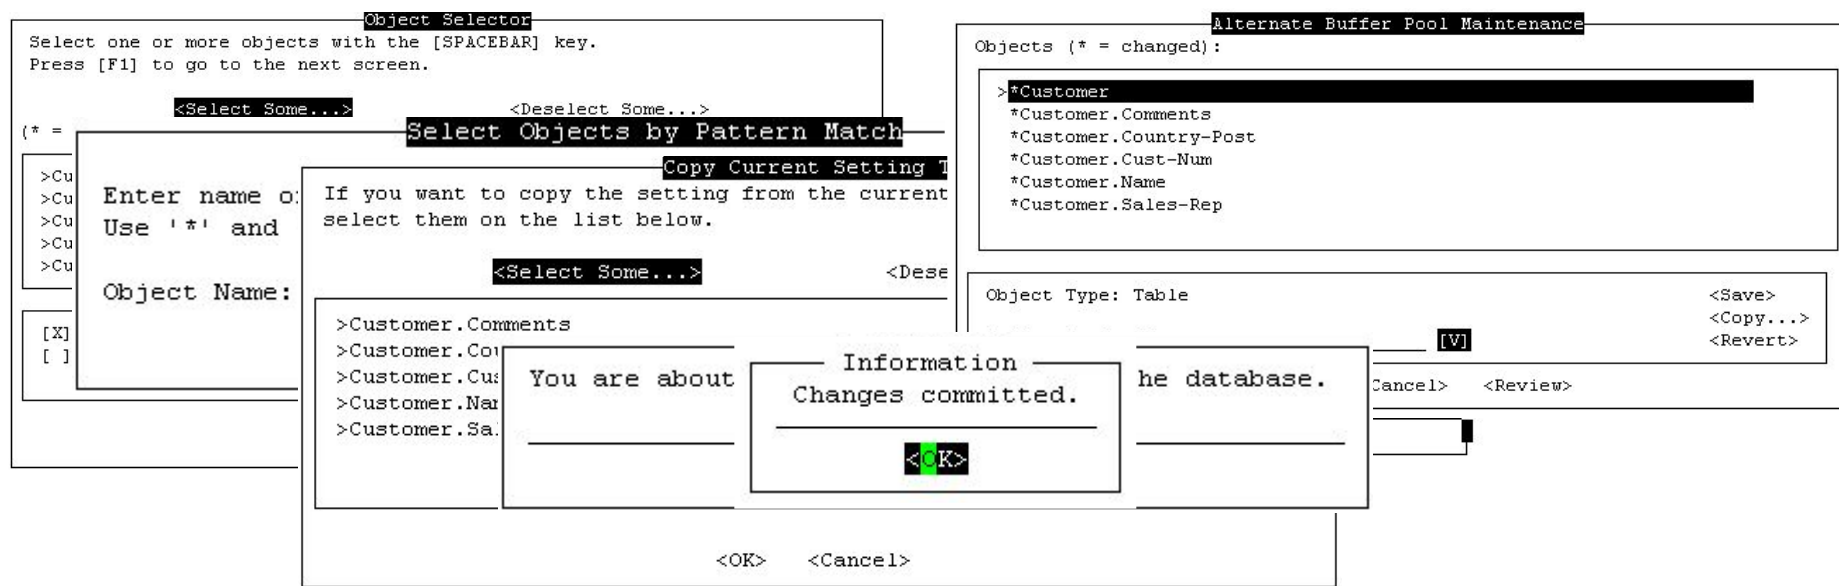 Object Selector
Select one or more objects with the [SPACEBAR] key.
Press [F1] to go to the next screen.
<Select Some...> <Deselect Some...>
(* =
>Cu
>Cu
>Cu
>Cu
>Cu
[X]
[ ]
Select Objects by Pattern Match
Enter name o
Use '*' and
Object Name:
Copy Current Setting T
If you want to copy the setting from the current
select them on the list below.
<Select Some...> <Dese
>Customer.Comments
>Customer.Cou
>Customer.Cus
>Customer.Nam
>Customer.Sal
<OK> <Cancel>
You are about he database.
Information
Changes committed.
<OK>
Alternate Buffer Pool Maintenance
Objects (* = changed):
>*Customer
*Customer.Comments
*Customer.Country-Post
*Customer.Cust-Num
*Customer.Name
*Customer.Sales-Rep
Object Type: Table <Save>
<Copy...>
[V] <Revert>
Cancel> <Review>